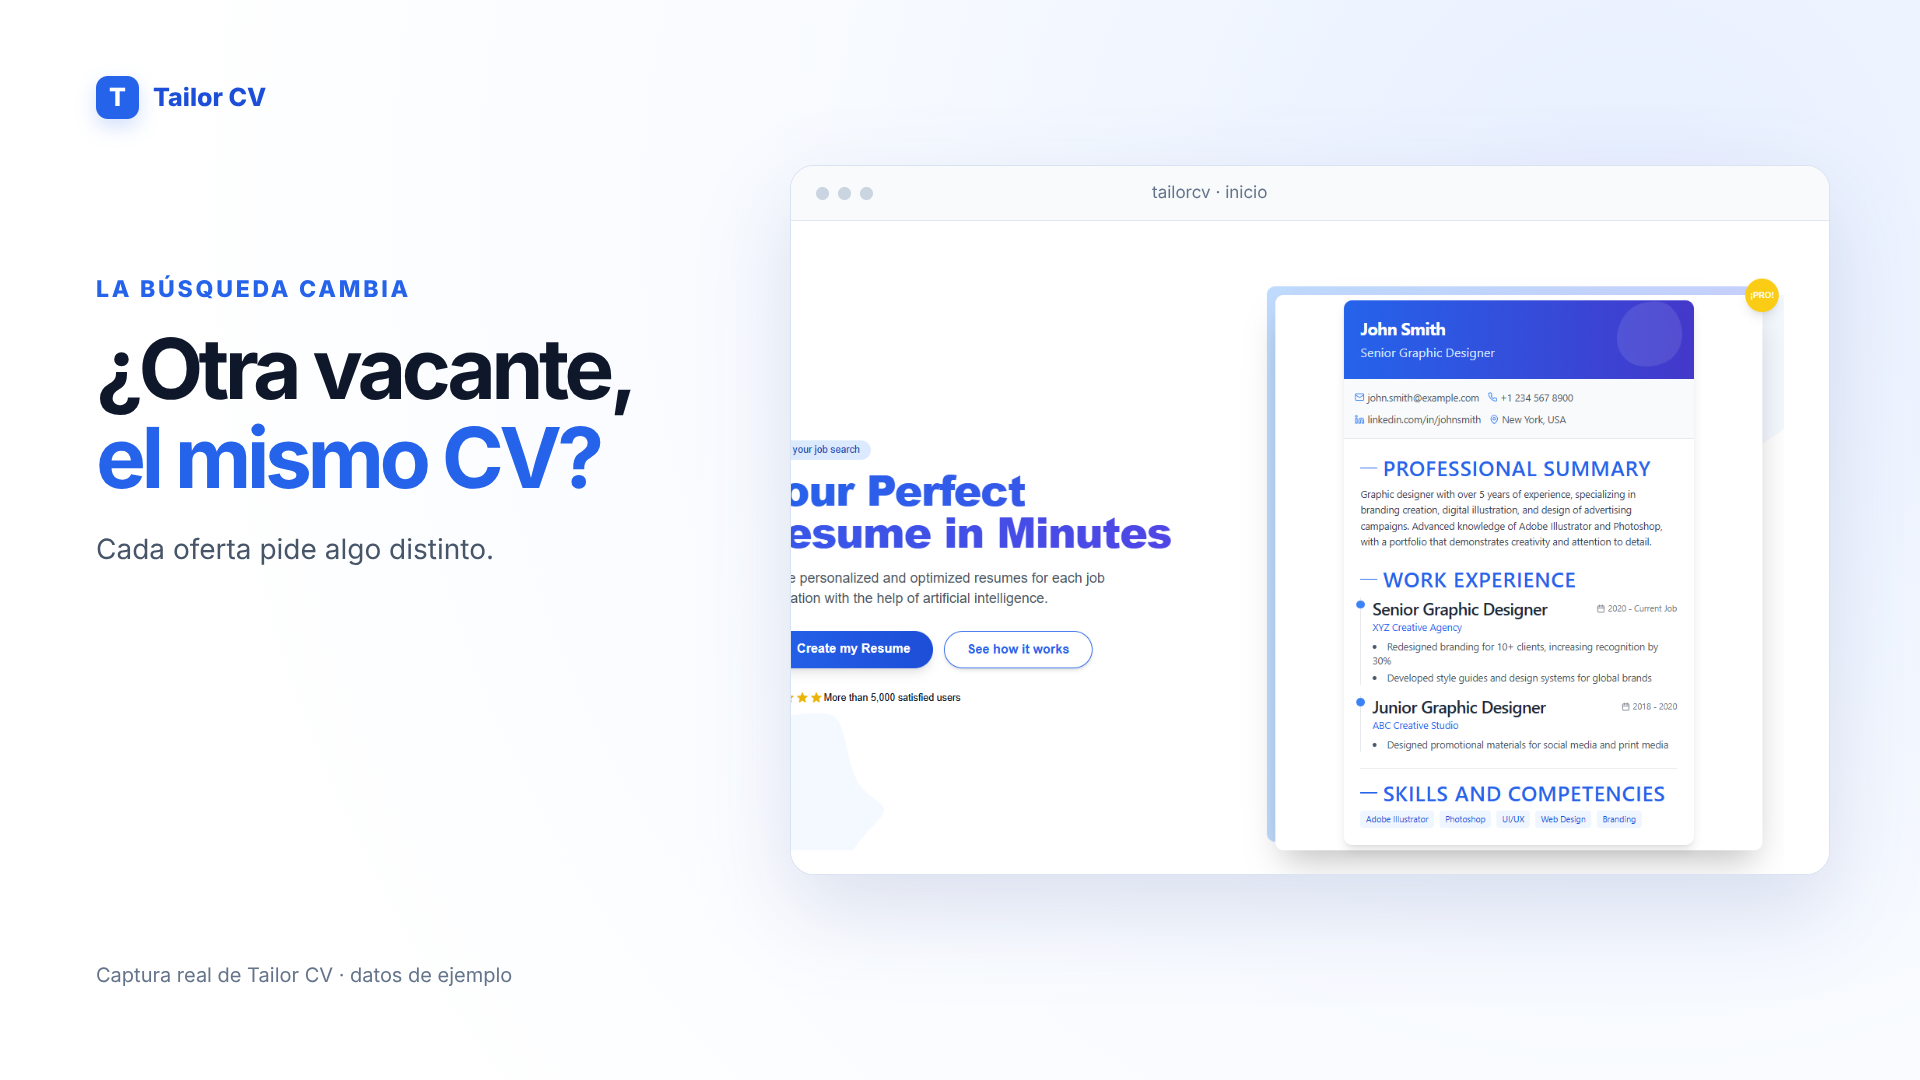 T Tailor CV
LA BÚSQUEDA CAMBIA
¿Otra vacante,
el mismo CV?
Cada oferta pide algo distinto.
Captura real de Tailor CV · datos de ejemplo
tailorcv · inicio
your job search
our Perfect
esume in Minutes
e personalized and optimized resumes for each job
ation with the help of artificial intelligence.
Create my Resume
See how it works
More than 5,000 satisfied users
¡PRO!
John Smith
Senior Graphic Designer
john.smith@example.com
+1 234 567 8900
linkedin.com/in/johnsmith
New York, USA
PROFESSIONAL SUMMARY
Graphic designer with over 5 years of experience, specializing in
branding creation, digital illustration, and design of advertising
campaigns. Advanced knowledge of Adobe Illustrator and Photoshop,
with a portfolio that demonstrates creativity and attention to detail.
WORK EXPERIENCE
Senior Graphic Designer
2020 - Current Job
XYZ Creative Agency
• Redesigned branding for 10+ clients, increasing recognition by
30%
• Developed style guides and design systems for global brands
Junior Graphic Designer
2018 - 2020
ABC Creative Studio
• Designed promotional materials for social media and print media
SKILLS AND COMPETENCIES
Adobe Illustrator
Photoshop
UI/UX
Web Design
Branding